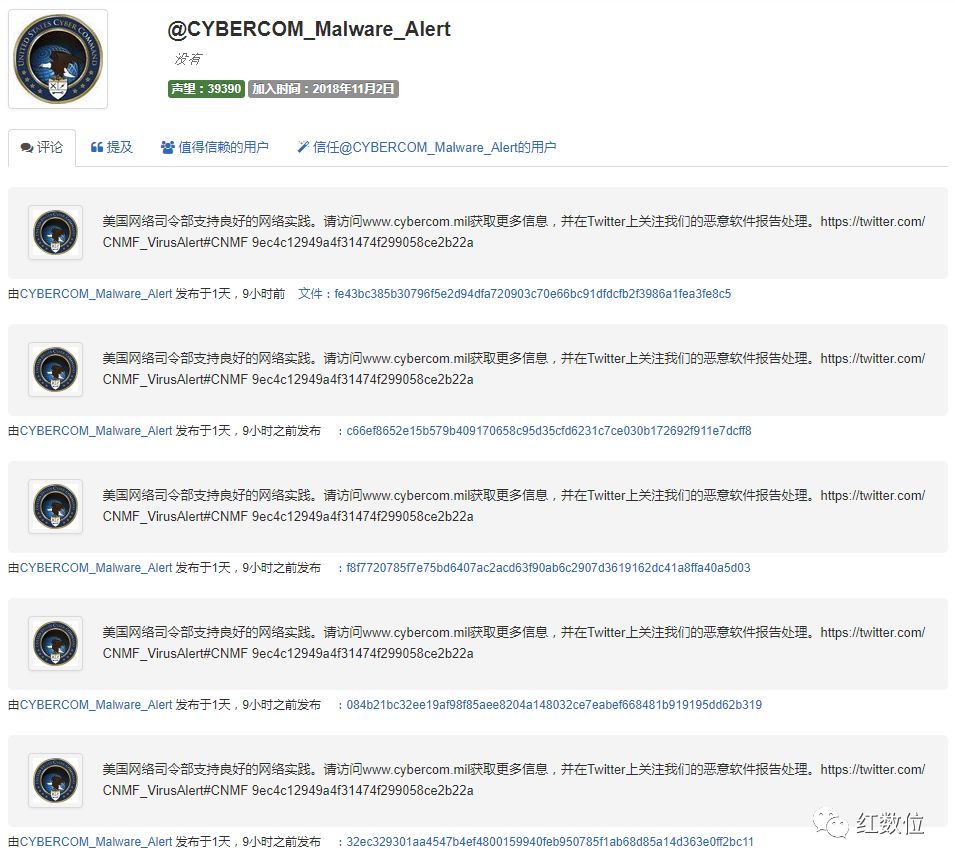 UNITED STATES CYBER COMMAND
@CYBERCOM_Malware_Alert
没有
声望：39390 加入时间：2018年11月2日
评论 提及 值得信赖的用户 信任@CYBERCOM_Malware_Alert的用户
美国网络司令部支持良好的网络实践。请访问www.cybercom.mil获取更多信息，并在Twitter上关注我们的恶意软件报告处理。https://twitter.com/
CNMF_VirusAlert#CNMF 9ec4c12949a4f31474f299058ce2b22a
由CYBERCOM_Malware_Alert 发布于1天，9小时前 文件：fe43bc385b30796f5e2d94dfa720903c70e66bc91dfdcfb2f3986a1fea3fe8c5
美国网络司令部支持良好的网络实践。请访问www.cybercom.mil获取更多信息，并在Twitter上关注我们的恶意软件报告处理。https://twitter.com/
CNMF_VirusAlert#CNMF 9ec4c12949a4f31474f299058ce2b22a
由CYBERCOM_Malware_Alert 发布于1天，9小时之前发布 ：c66ef8652e15b579b409170658c95d35cfd6231c7ce030b172692f911e7dcff8
美国网络司令部支持良好的网络实践。请访问www.cybercom.mil获取更多信息，并在Twitter上关注我们的恶意软件报告处理。https://twitter.com/
CNMF_VirusAlert#CNMF 9ec4c12949a4f31474f299058ce2b22a
由CYBERCOM_Malware_Alert 发布于1天，9小时之前发布 ：f8f7720785f7e75bd6407ac2acd63f90ab6c2907d3619162dc41a8ffa40a5d03
美国网络司令部支持良好的网络实践。请访问www.cybercom.mil获取更多信息，并在Twitter上关注我们的恶意软件报告处理。https://twitter.com/
CNMF_VirusAlert#CNMF 9ec4c12949a4f31474f299058ce2b22a
由CYBERCOM_Malware_Alert 发布于1天，9小时之前发布 ：084b21bc32ee19af98f85aee8204a148032ce7eabef668481b919195dd62b319
美国网络司令部支持良好的网络实践。请访问www.cybercom.mil获取更多信息，并在Twitter上关注我们的恶意软件报告处理。https://twitter.com/
CNMF_VirusAlert#CNMF 9ec4c12949a4f31474f299058ce2b22a
由CYBERCOM_Malware_Alert 发布于1天，9小时之前发布 ：32ec329301aa4547b4ef4800159940feb950785f1ab68d85a14d363e0ff2bc11
红数位